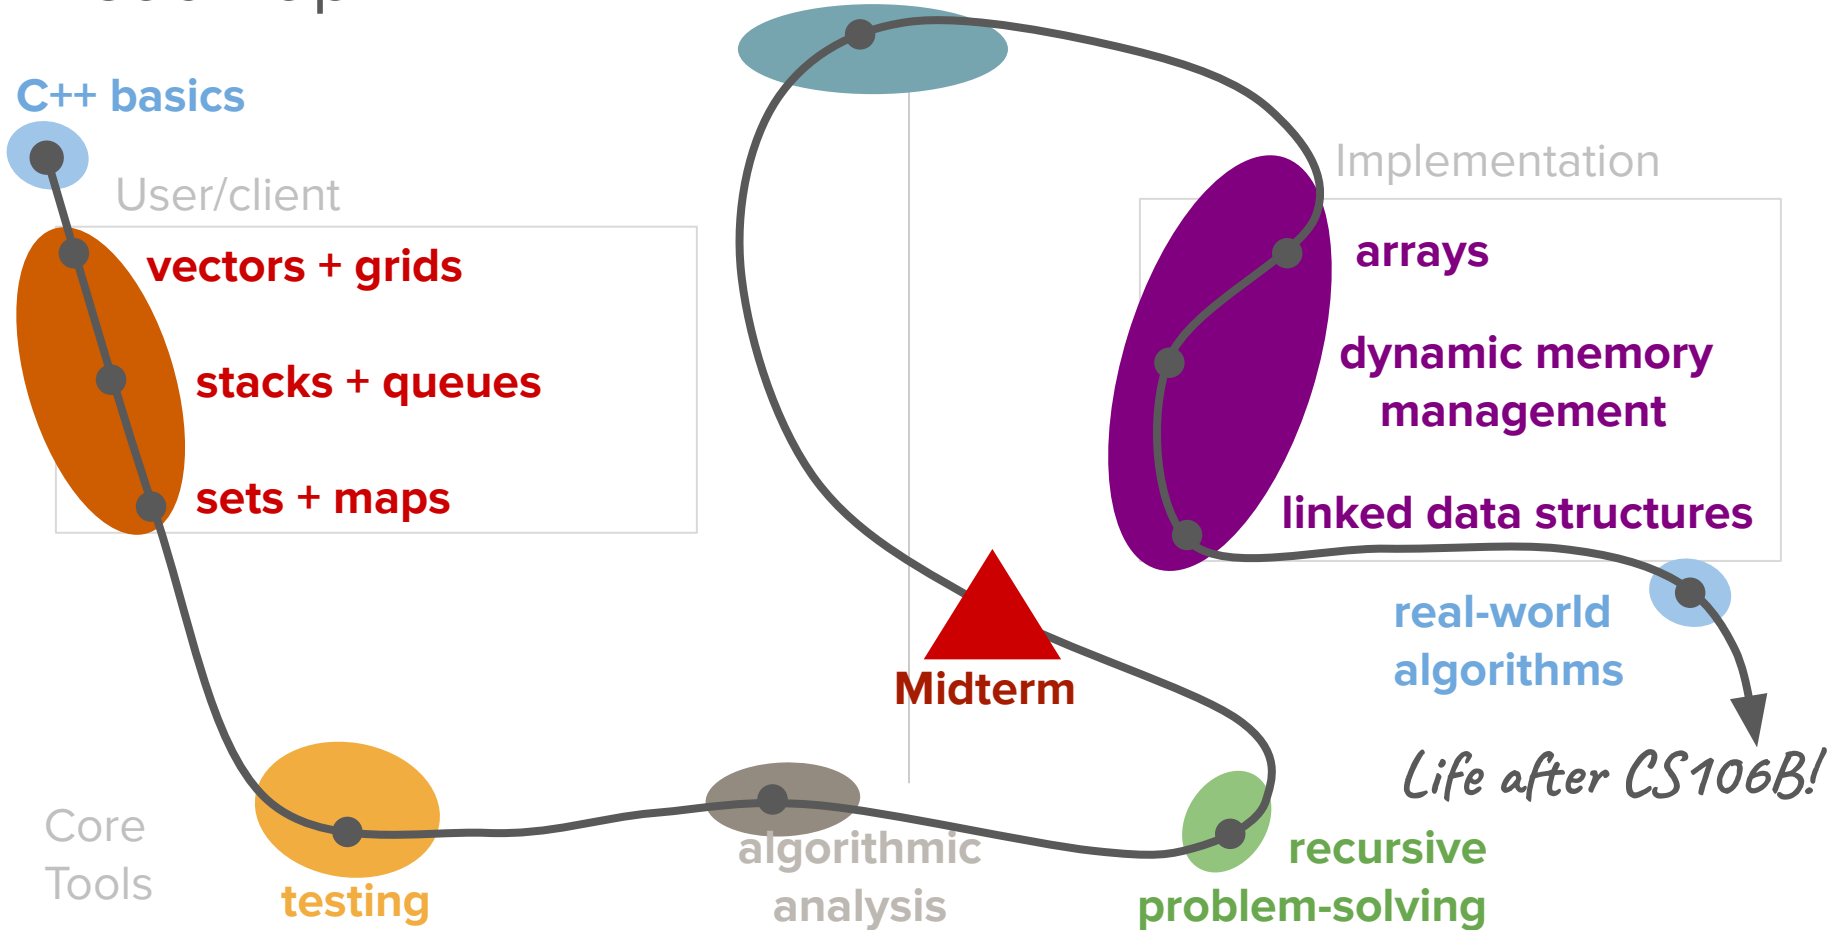 C++ basics
User/client
vectors + grids
stacks + queues
sets + maps
Core
Tools
testing
algorithmic
analysis
recursive
problem-solving
Midterm
Implementation
arrays
dynamic memory
management
linked data structures
real-world
algorithms
Life after CS106B!